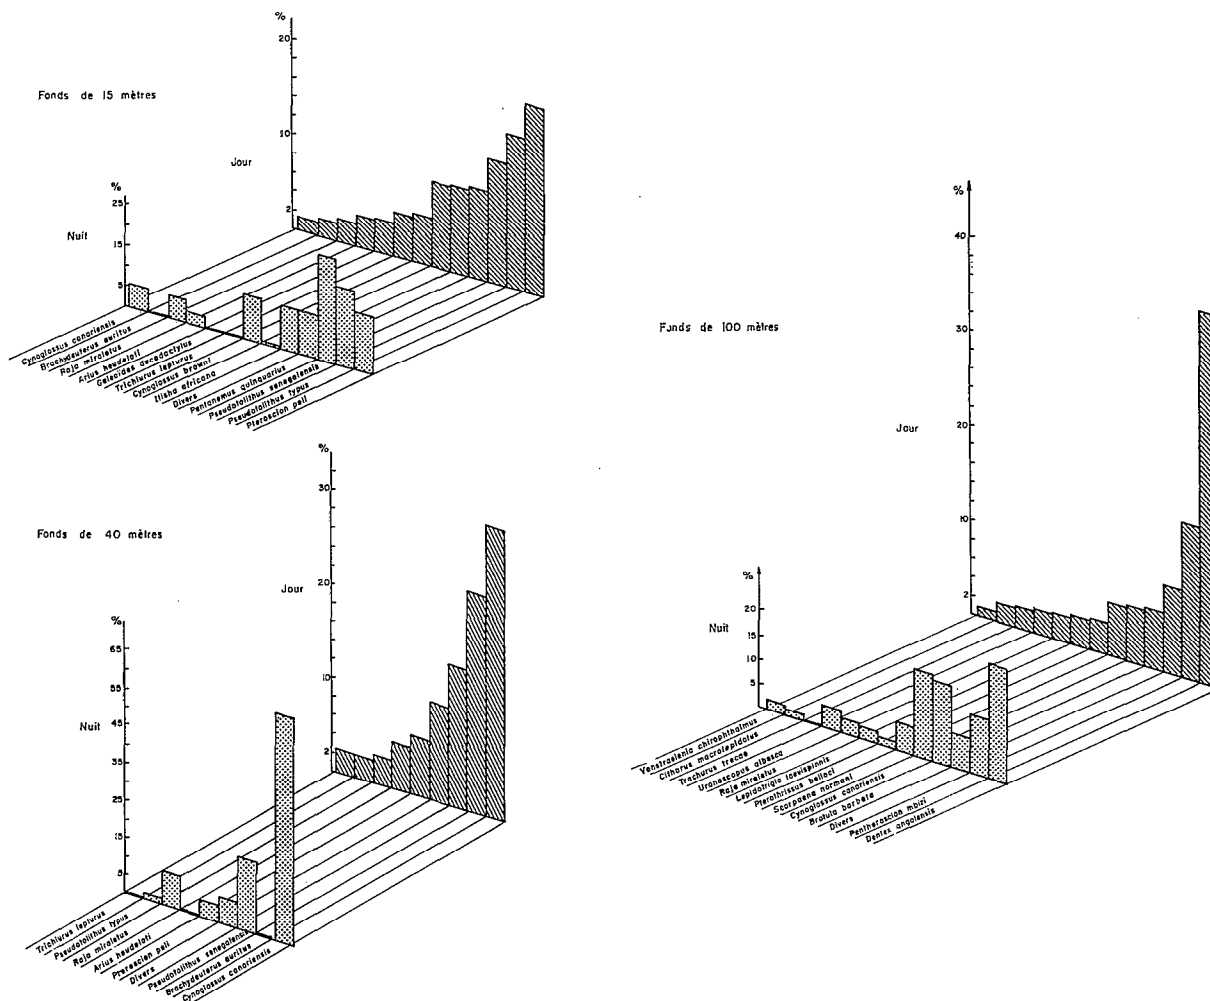 Fonds de 15 mètres
%
20
10
2
Jour
%
25
15
5
Nuit
Cynoglossus canariensis
Brachydeuterus auritus
Raja miraletus
Arius heudeloti
Galeoides decadactylus
Trichiurus lepturus
Cynoglossus browni
Ilisha africana
Divers
Pentanemus quinquarius
Pseudotolithus senegalensis
Pseudotolithus typus
Pteroscion peli
Fonds de 40 mètres
%
30
20
10
2
Jour
%
65
55
45
35
25
15
5
Nuit
Trichiurus lepturus
Pseudotolithus typus
Raja miraletus
Arius heudeloti
Pteroscion peli
Divers
Pseudotolithus senegalensis
Brachydeuterus auritus
Cynoglossus canariensis
Fonds de 100 mètres
%
40
30
20
10
2
Jour
%
20
15
10
5
Nuit
Citharus macrolepidotus
Trachurus trecae
Uranoscopus albesca
Raja miraletus
Lepidotrigla laevispinnis
Pterothrissus belloci
Scorpaena normani
Cynoglossus canariensis
Brotula barbata
Divers
Pentheroscion mbizi
Dentex angolensis